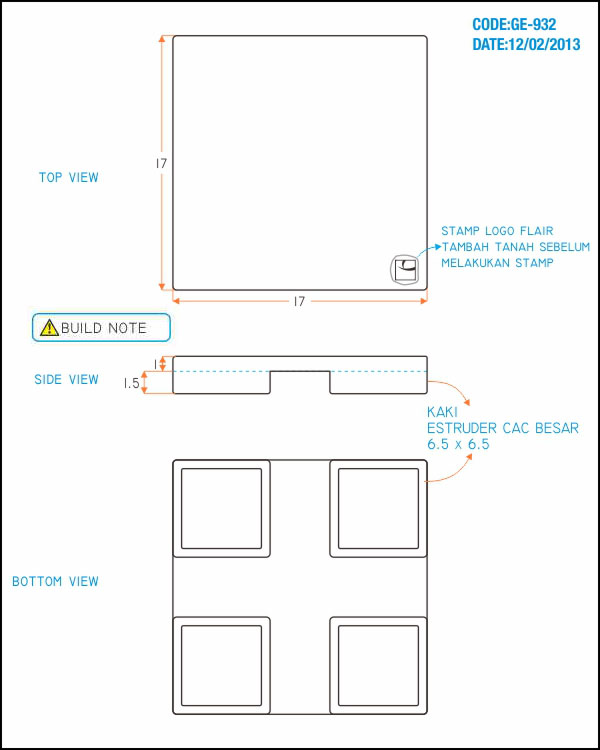 CODE:GE-932
DATE:12/02/2013
17
TOP VIEW
STAMP LOGO FLAIR
TAMBAH TANAH SEBELUM
MELAKUKAN STAMP
17
BUILD NOTE
1
SIDE VIEW
1.5
KAKI
ESTRUDER CAC BESAR
6.5 x 6.5
BOTTOM VIEW